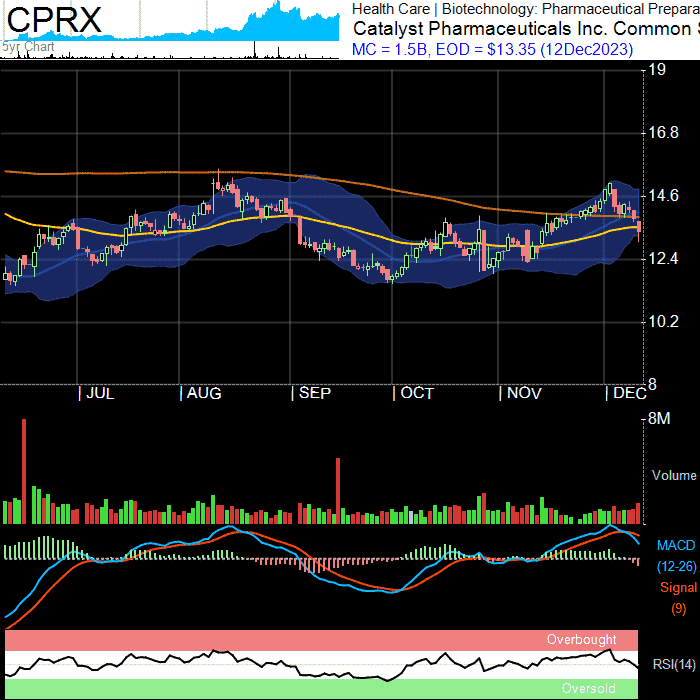 CPRX
5yr Chart
Health Care | Biotechnology: Pharmaceutical Prepara
Catalyst Pharmaceuticals Inc. Common S
MC = 1.5B, EOD = $13.35 (12Dec2023)
19
16.8
14.6
12.4
10.2
8
| JUL | AUG | SEP | OCT | NOV | DEC
8M
Volume
MACD
(12-26)
Signal
(9)
Overbought
RSI(14)
Oversold